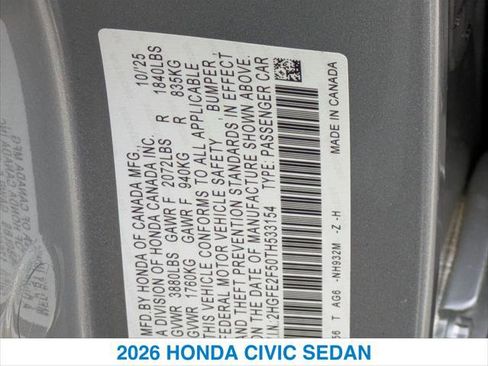 MFD.BY HONDA OF CANADA MFG. 10/'25
A DIVISION OF HONDA CANADA INC.
GVWR 3880LBS GAWR F 2072LBS R 1840LBS
GVWR 1760KG GAWR F 940KG R 835KG
THIS VEHICLE CONFORMS TO ALL APPLICABLE
FEDERAL MOTOR VEHICLE SAFETY BUMPER
AND THEFT PREVENTION STANDARDS IN EFFECT
ON THE DATE OF MANUFACTURE SHOWN ABOVE.
V.I.N. 2HGFE2F50TH533154 TYPE: PASSENGER CAR
T AG6 -NH932M -Z -H MADE IN CANADA
2026 HONDA CIVIC SEDAN